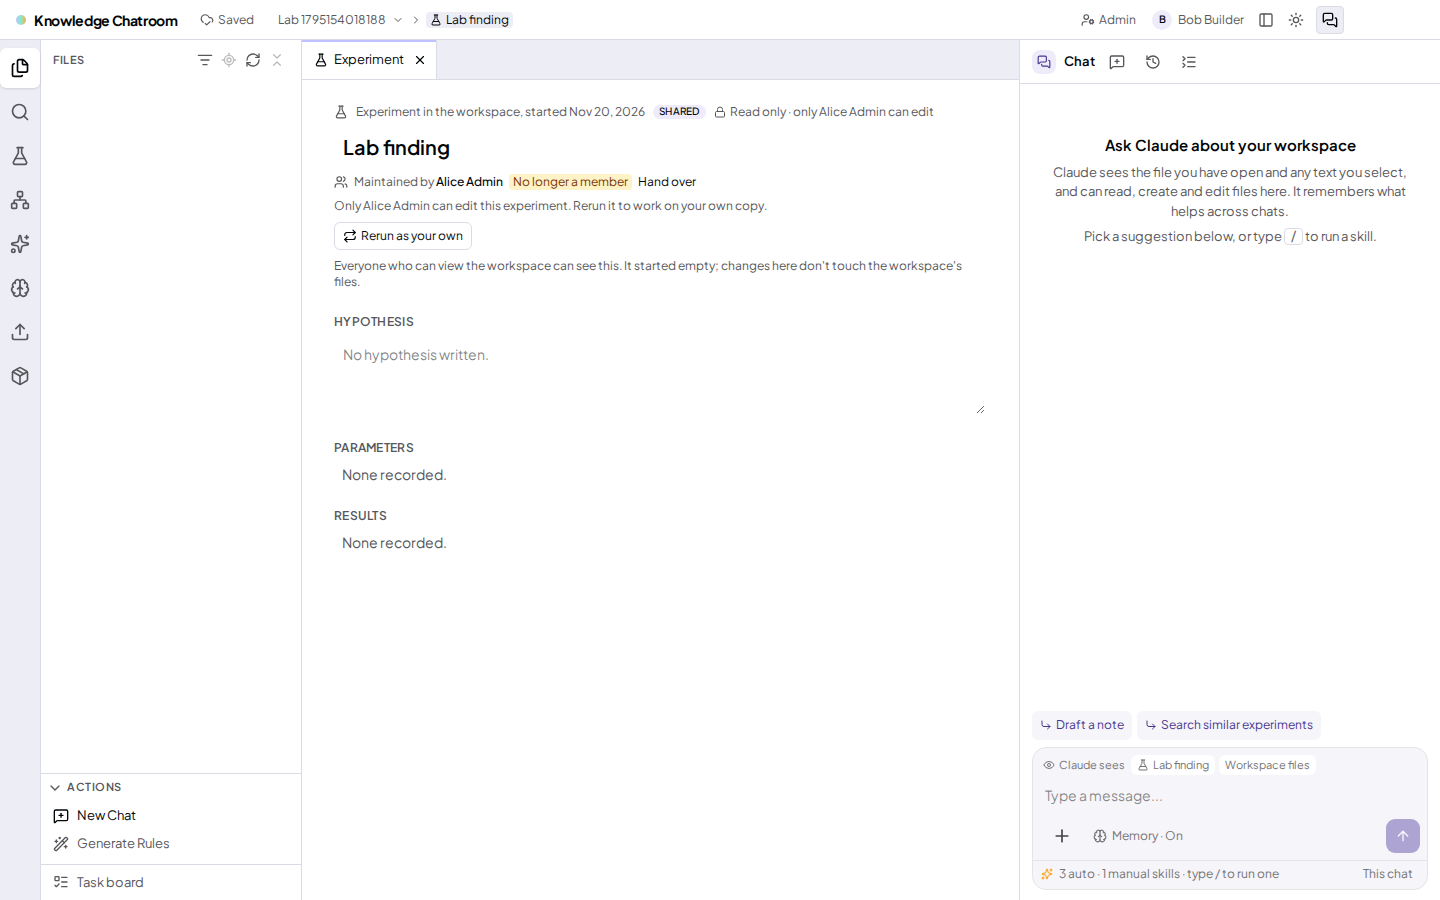 Knowledge Chatroom
Saved
Lab 1795154018188
Lab finding
Admin
B
Bob Builder
FILES
Experiment
Chat
Experiment in the workspace, started Nov 20, 2026
SHARED
Read only · only Alice Admin can edit
Lab finding
Maintained by Alice Admin
No longer a member
Hand over
Only Alice Admin can edit this experiment. Rerun it to work on your own copy.
Rerun as your own
Everyone who can view the workspace can see this. It started empty; changes here don't touch the workspace's
files.
HYPOTHESIS
No hypothesis written.
PARAMETERS
None recorded.
RESULTS
None recorded.
Ask Claude about your workspace
Claude sees the file you have open and any text you select,
and can read, create and edit files here. It remembers what
helps across chats.
Pick a suggestion below, or type / to run a skill.
ACTIONS
New Chat
Generate Rules
Task board
Draft a note
Search similar experiments
Claude sees
Lab finding
Workspace files
Type a message...
Memory · On
3 auto · 1 manual skills · type / to run one
This chat